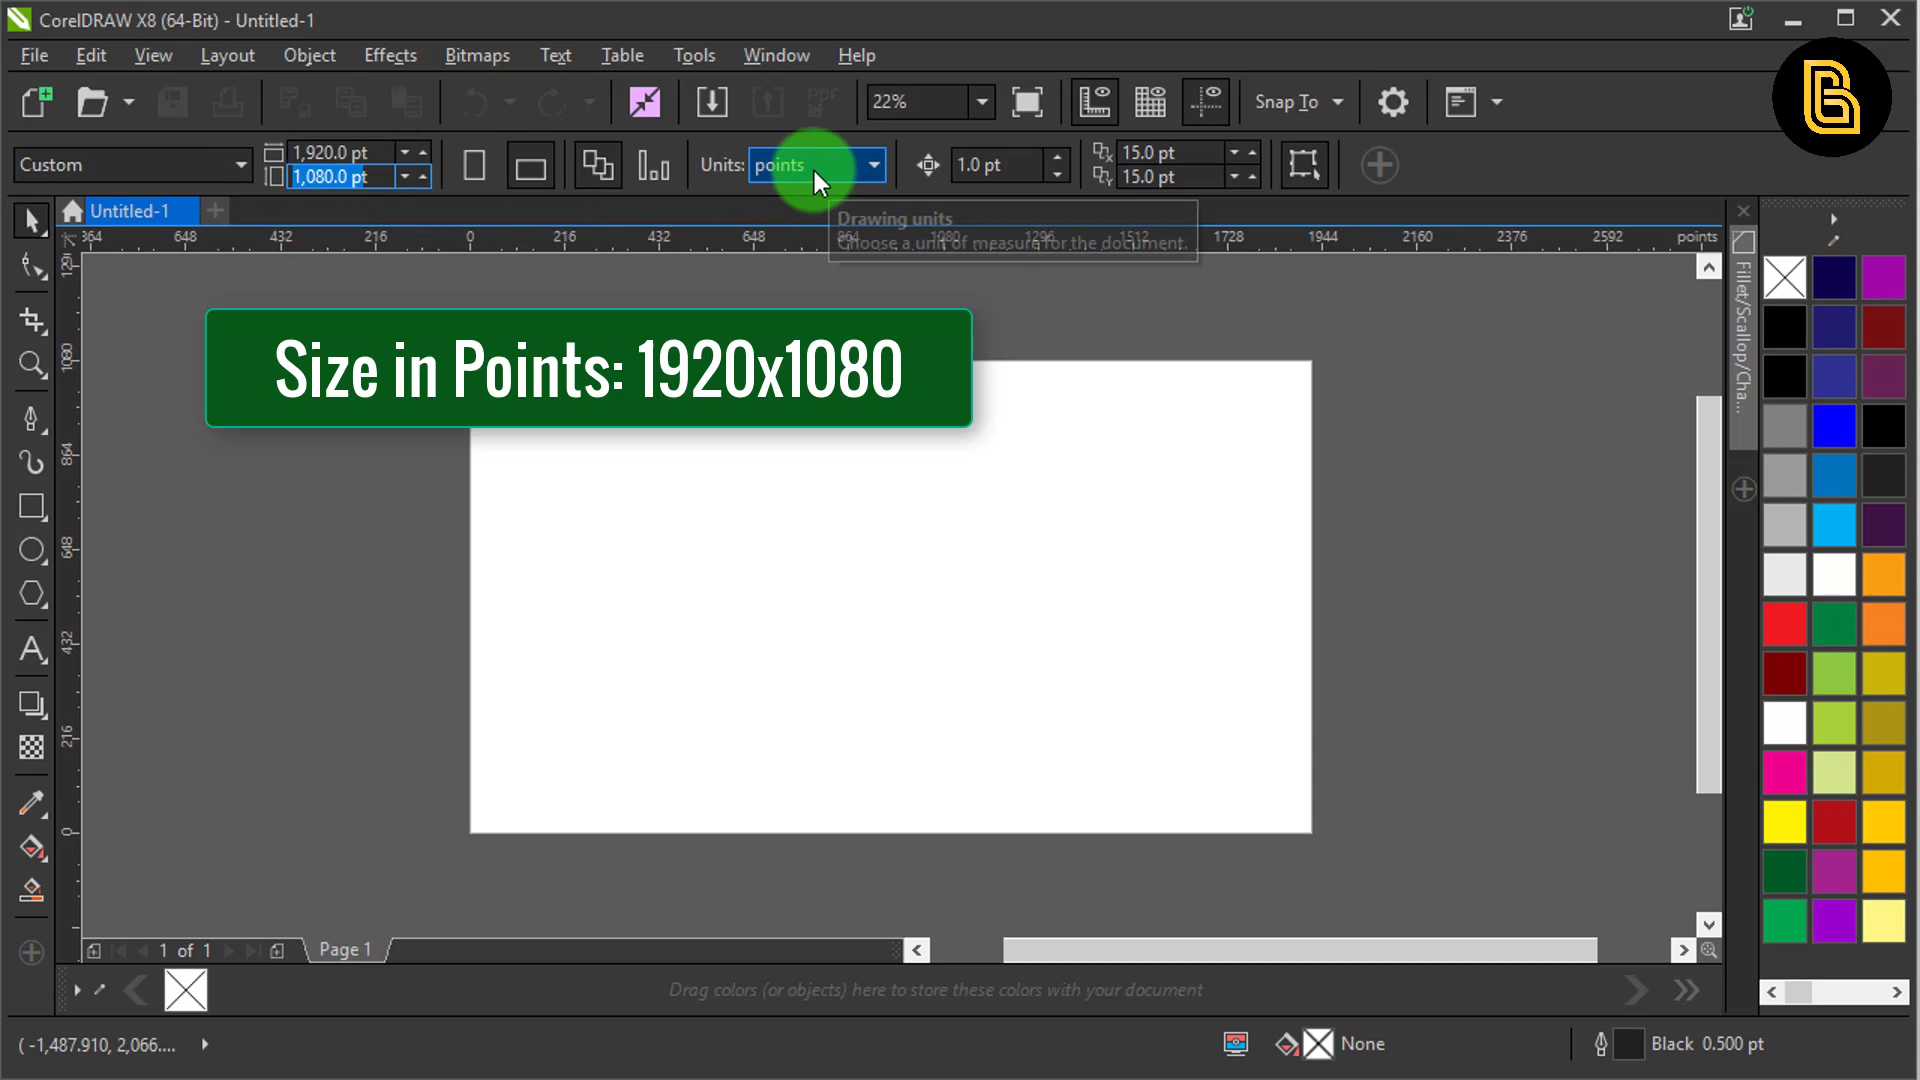 CorelDRAW X8 (64-Bit) - Untitled-1
File Edit View Layout Object Effects Bitmaps Text Table Tools Window Help
PDF 22% Snap To
Custom 1,920.0 pt 1,080.0 pt Units: points 1.0 pt 15.0 pt 15.0 pt
Untitled-1
Drawing units
Choose a unit of measure for the document.
364 648 432 216 0 216 432 648 864 1080 1296 1512 1728 1944 2160 2376 2592 points
129
1080
864
648
432
216
0
Size in Points: 1920x1080
Fillet/Scallop/Cha...
1 of 1 Page 1
Drag colors (or objects) here to store these colors with your document
( -1,487.910, 2,066.... None Black 0.500 pt